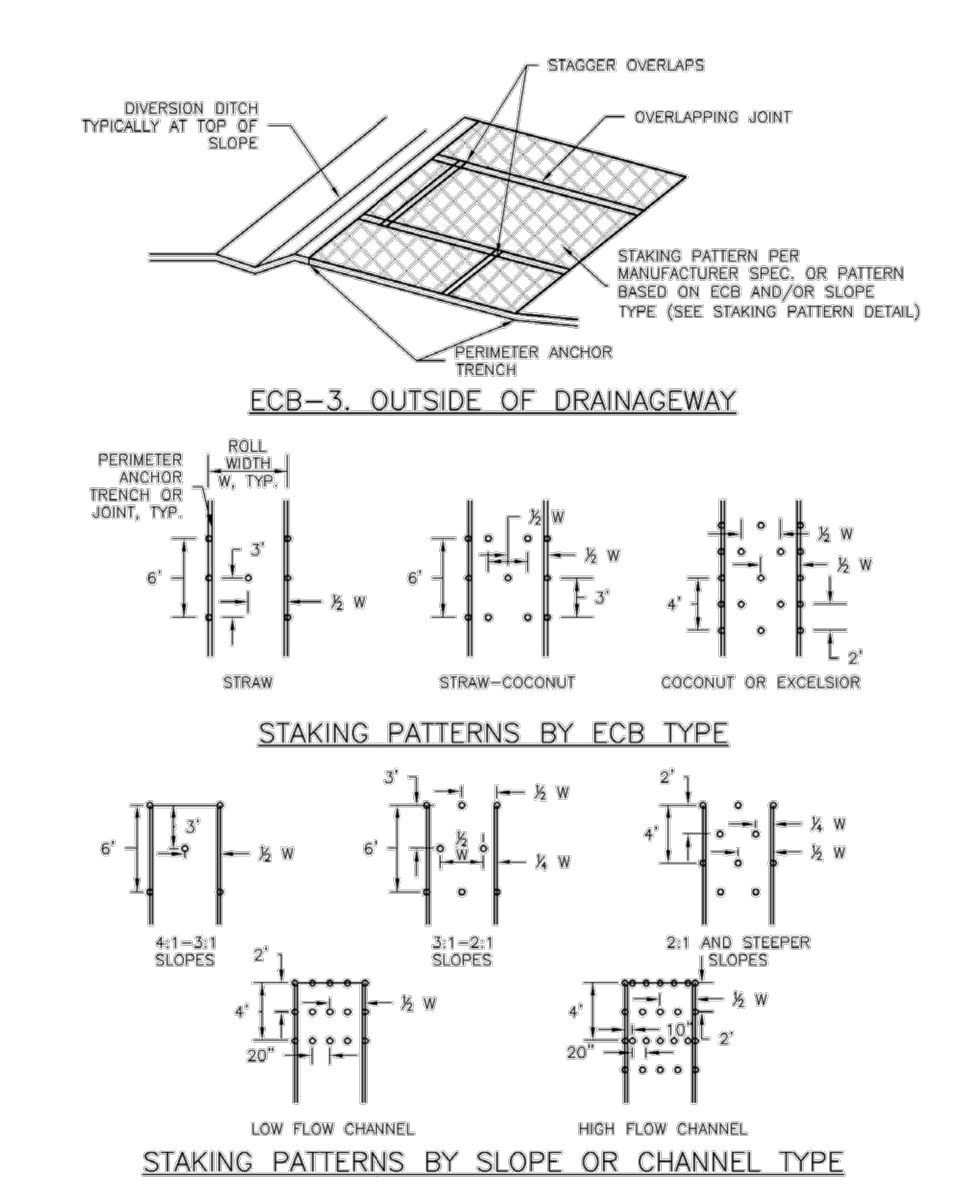 STAGGER OVERLAPS
DIVERSION DITCH
TYPICALLY AT TOP OF
SLOPE
OVERLAPPING JOINT
STAKING PATTERN PER
MANUFACTURER SPEC. OR PATTERN
BASED ON ECB AND/OR SLOPE
TYPE (SEE STAKING PATTERN DETAIL)
PERIMETER ANCHOR
TRENCH
ECB-3. OUTSIDE OF DRAINAGEWAY
PERIMETER
ANCHOR
TRENCH OR
JOINT, TYP.
ROLL
WIDTH
W, TYP.
3'
6'
½ W
STRAW
½ W
½ W
6'
3'
STRAW-COCONUT
½ W
½ W
4'
2'
COCONUT OR EXCELSIOR
STAKING PATTERNS BY ECB TYPE
3'
6'
½ W
4:1-3:1
SLOPES
3'
½ W
6'
½
W
¼ W
3:1-2:1
SLOPES
2'
4'
¼ W
½ W
2:1 AND STEEPER
SLOPES
2'
4'
½ W
20"
LOW FLOW CHANNEL
4'
½ W
10"
2'
20"
HIGH FLOW CHANNEL
STAKING PATTERNS BY SLOPE OR CHANNEL TYPE